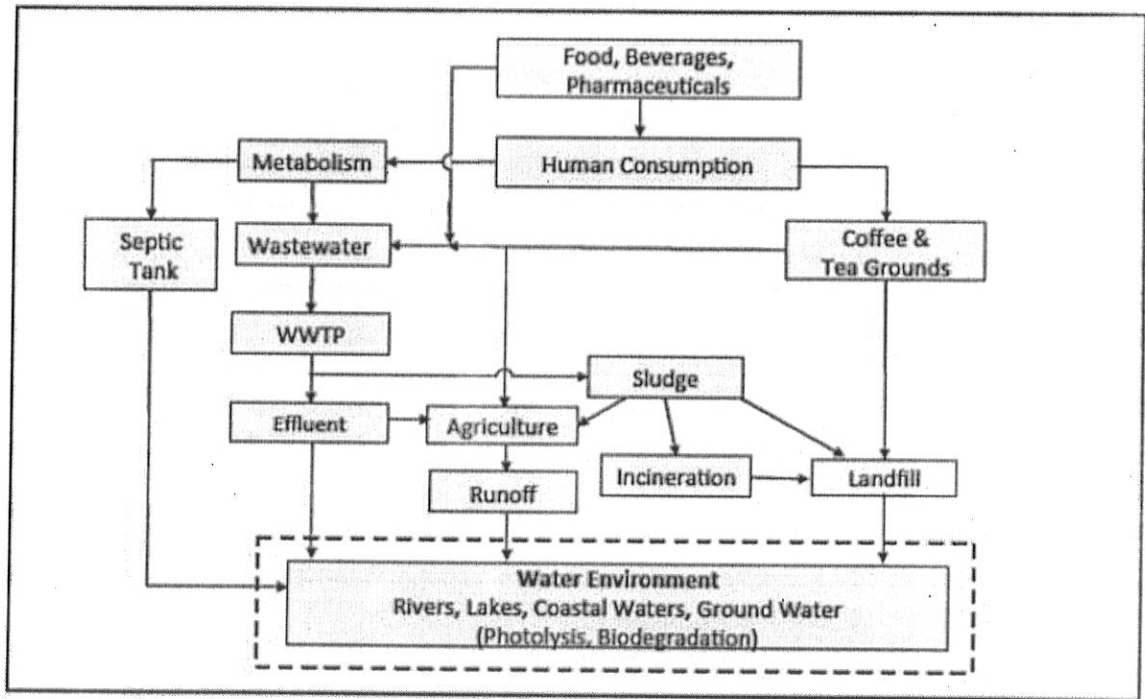 Food, Beverages,
Pharmaceuticals
Metabolism
Human Consumption
Septic
Tank
Wastewater
Coffee &
Tea Grounds
WWTP
Sludge
Effluent
Agriculture
Incineration
Landfill
Runoff
Water Environment
Rivers, Lakes, Coastal Waters, Ground Water
(Photolysis, Biodegradation)